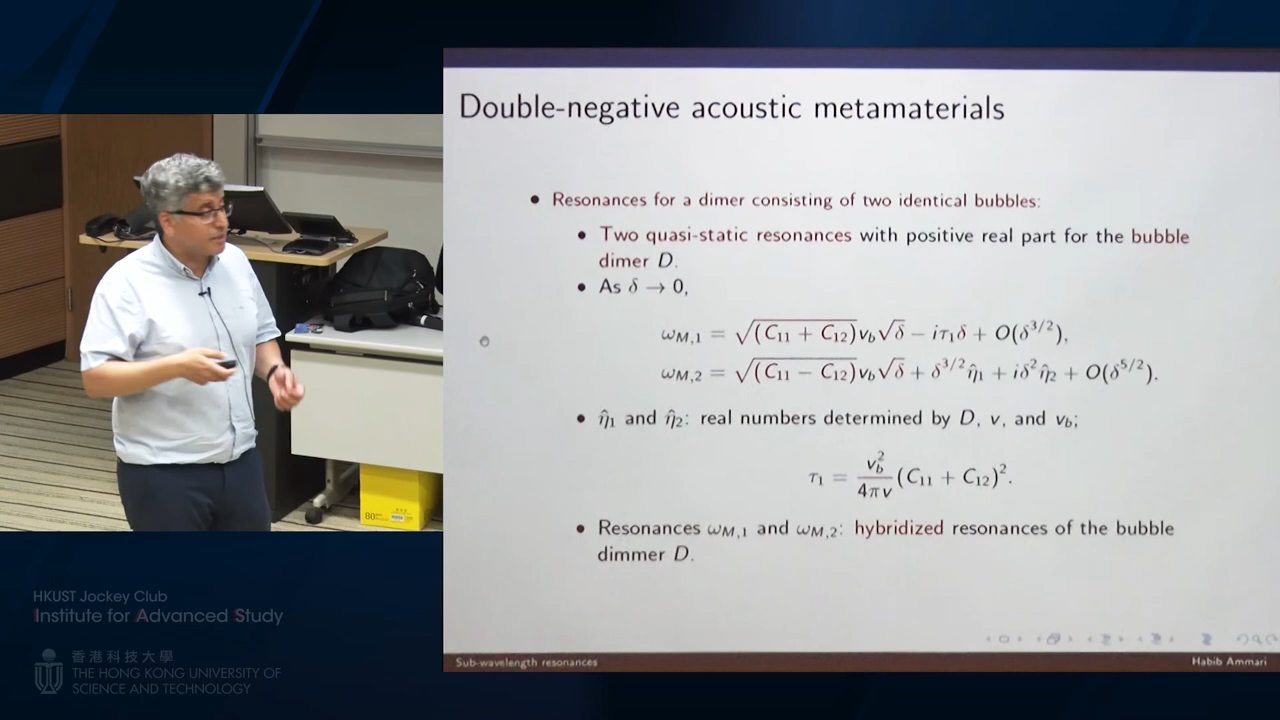 Double-negative acoustic metamaterials
• Resonances for a dimer consisting of two identical bubbles:
• Two quasi-static resonances with positive real part for the bubble
dimer D.
• As δ → 0,
ω_{M,1} = √(C₁₁ + C₁₂) v_b √δ − iτ₁δ + O(δ^{3/2}),
ω_{M,2} = √(C₁₁ − C₁₂) v_b √δ + δ^{3/2} η̂₁ + iδ² η̂₂ + O(δ^{5/2}).
• η̂₁ and η̂₂: real numbers determined by D, v, and v_b;
τ₁ = v_b² / 4πv (C₁₁ + C₁₂)².
• Resonances ω_{M,1} and ω_{M,2}: hybridized resonances of the bubble
dimmer D.
Sub-wavelength resonances
Habib Ammari
80
HKUST Jockey Club
Institute for Advanced Study
香港科技大學
THE HONG KONG UNIVERSITY OF
SCIENCE AND TECHNOLOGY